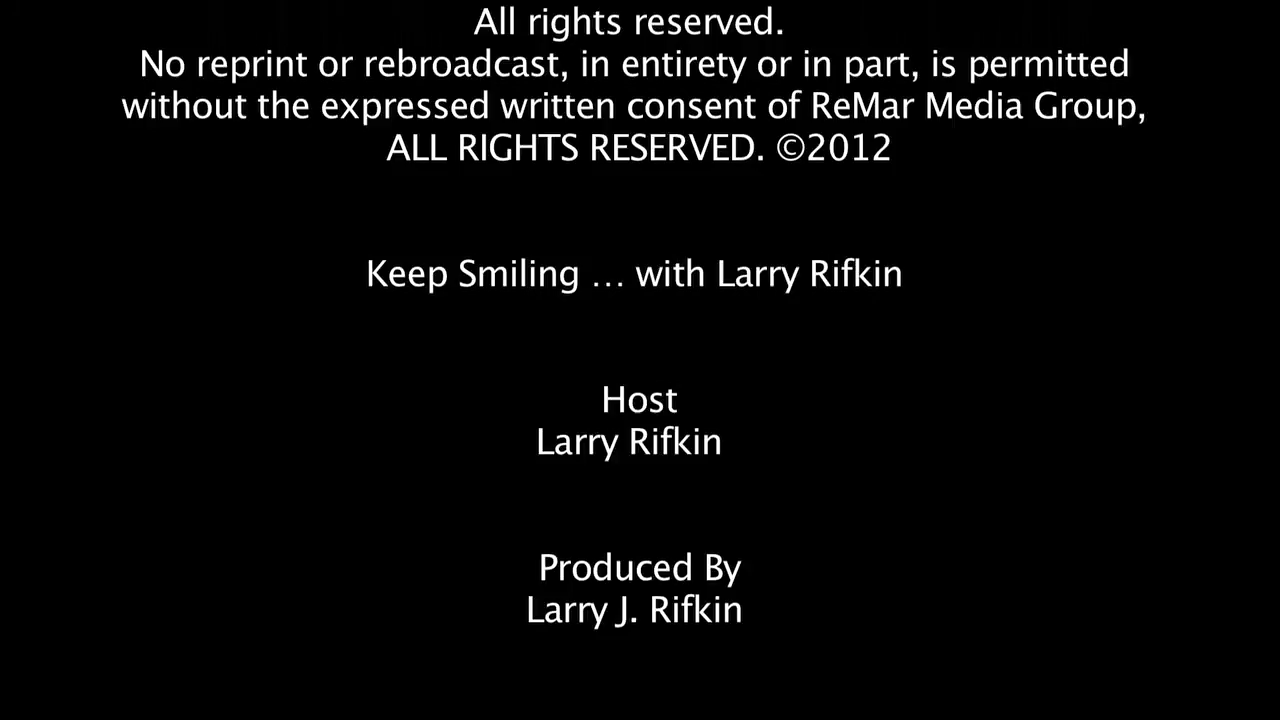 All rights reserved.
No reprint or rebroadcast, in entirety or in part, is permitted
without the expressed written consent of ReMar Media Group,
ALL RIGHTS RESERVED. ©2012
Keep Smiling … with Larry Rifkin
Host
Larry Rifkin
Produced By
Larry J. Rifkin